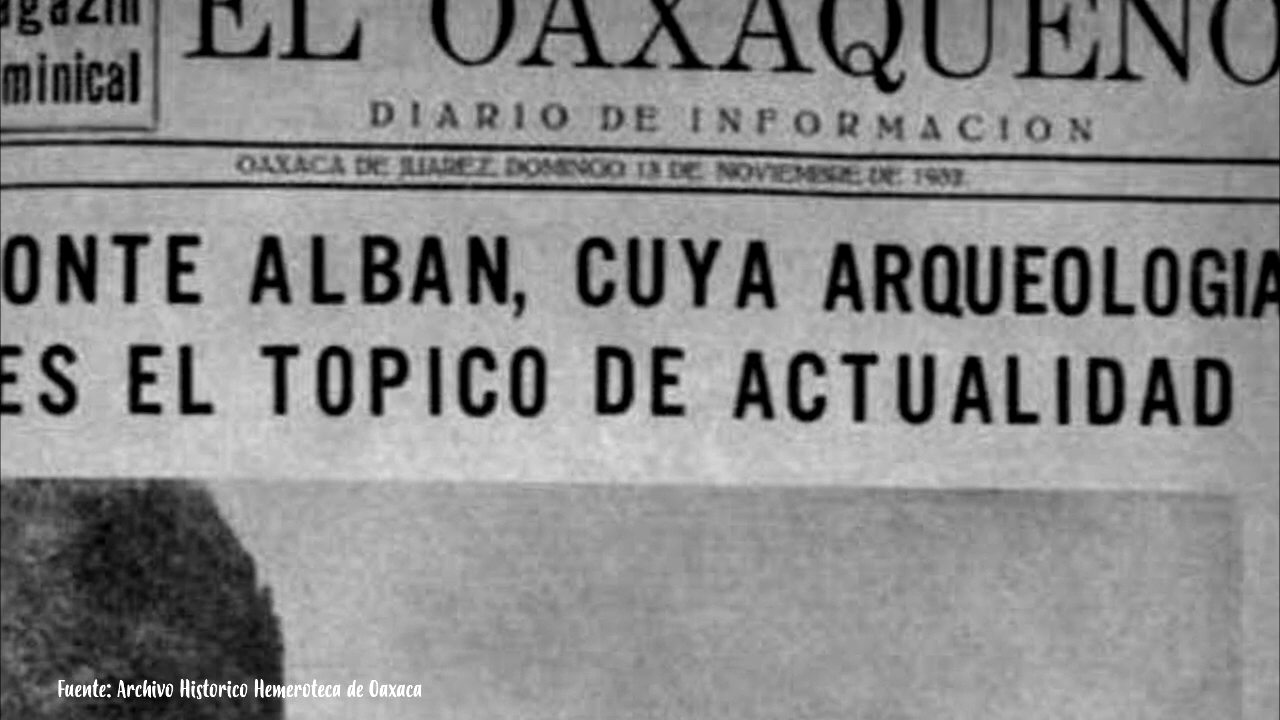 agazin
minical
EL OAXAQUEÑO
DIARIO DE INFORMACION
OAXACA DE JUAREZ, DOMINGO 13 DE NOVIEMBRE DE 1932.
ONTE ALBAN, CUYA ARQUEOLOGIA
ES EL TOPICO DE ACTUALIDAD
Fuente: Archivo Historico Hemeroteca de Oaxaca